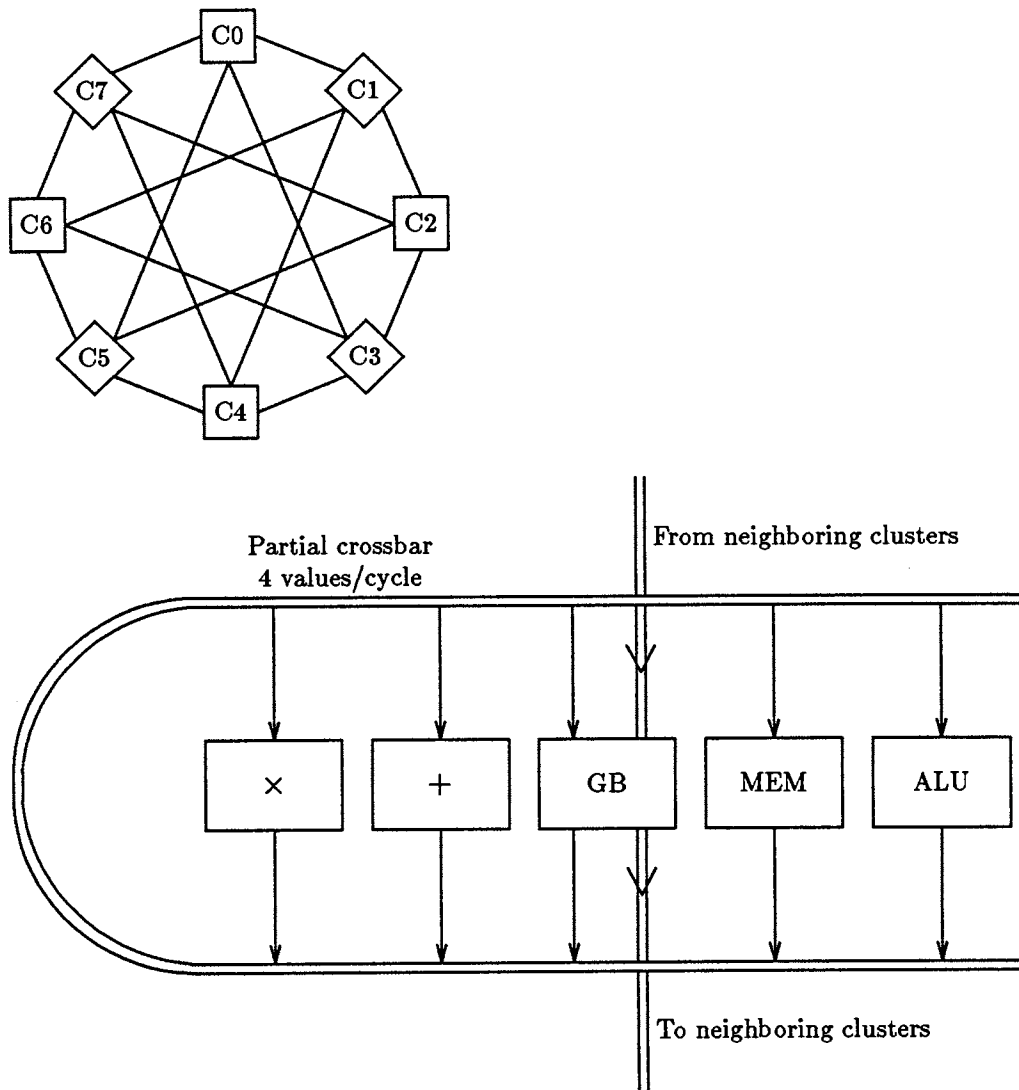 C0
C7
C1
C6
C2
C5
C3
C4
From neighboring clusters
Partial crossbar
4 values/cycle
× + GB MEM ALU
To neighboring clusters